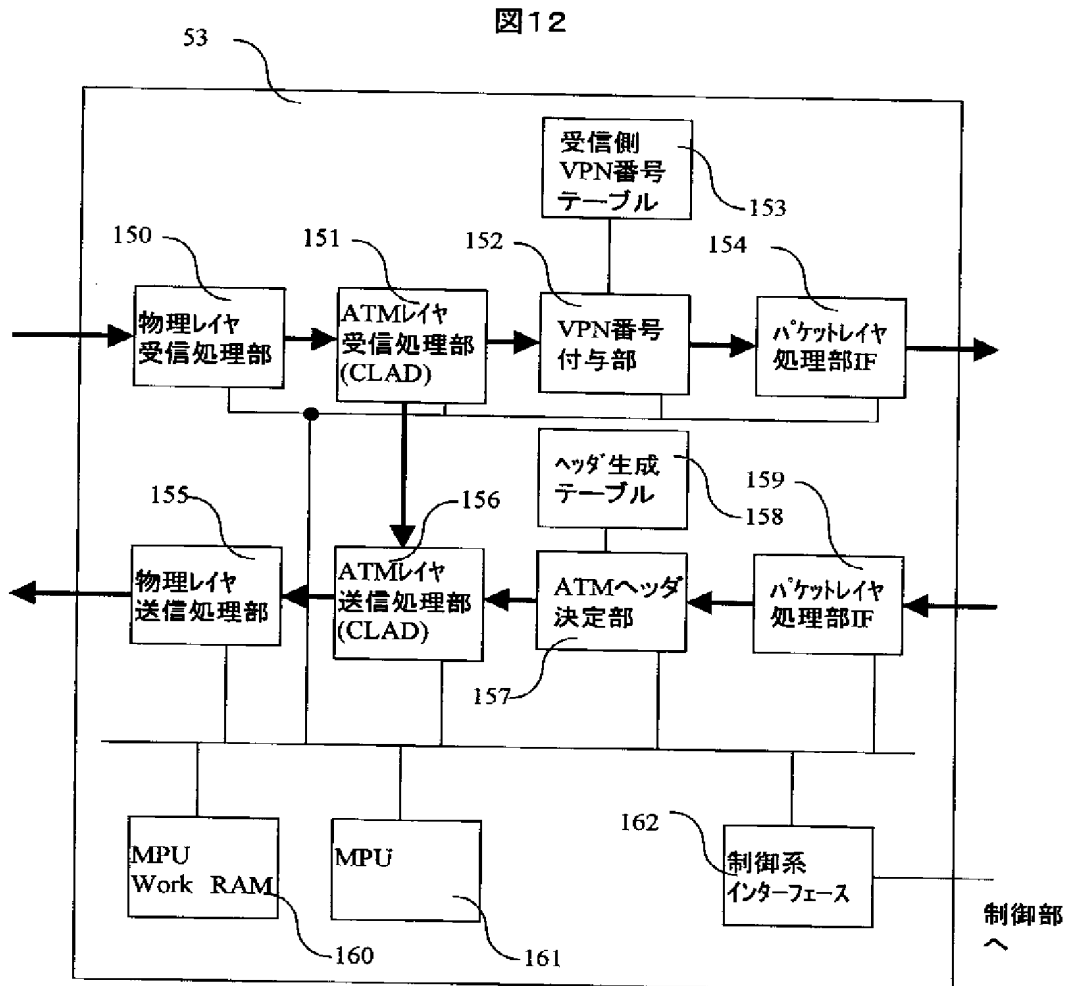 図12
53
受信側
VPN番号
テーブル
153
150
151
152
154
物理レイヤ
受信処理部
ATMレイヤ
受信処理部
(CLAD)
VPN番号
付与部
パケットレイヤ
処理部IF
ヘッダ生成
テーブル
158
155
156
159
物理レイヤ
送信処理部
ATMレイヤ
送信処理部
(CLAD)
ATMヘッダ
決定部
157
パケットレイヤ
処理部IF
MPU
Work RAM
160
MPU
161
162
制御系
インターフェース
制御部
へ